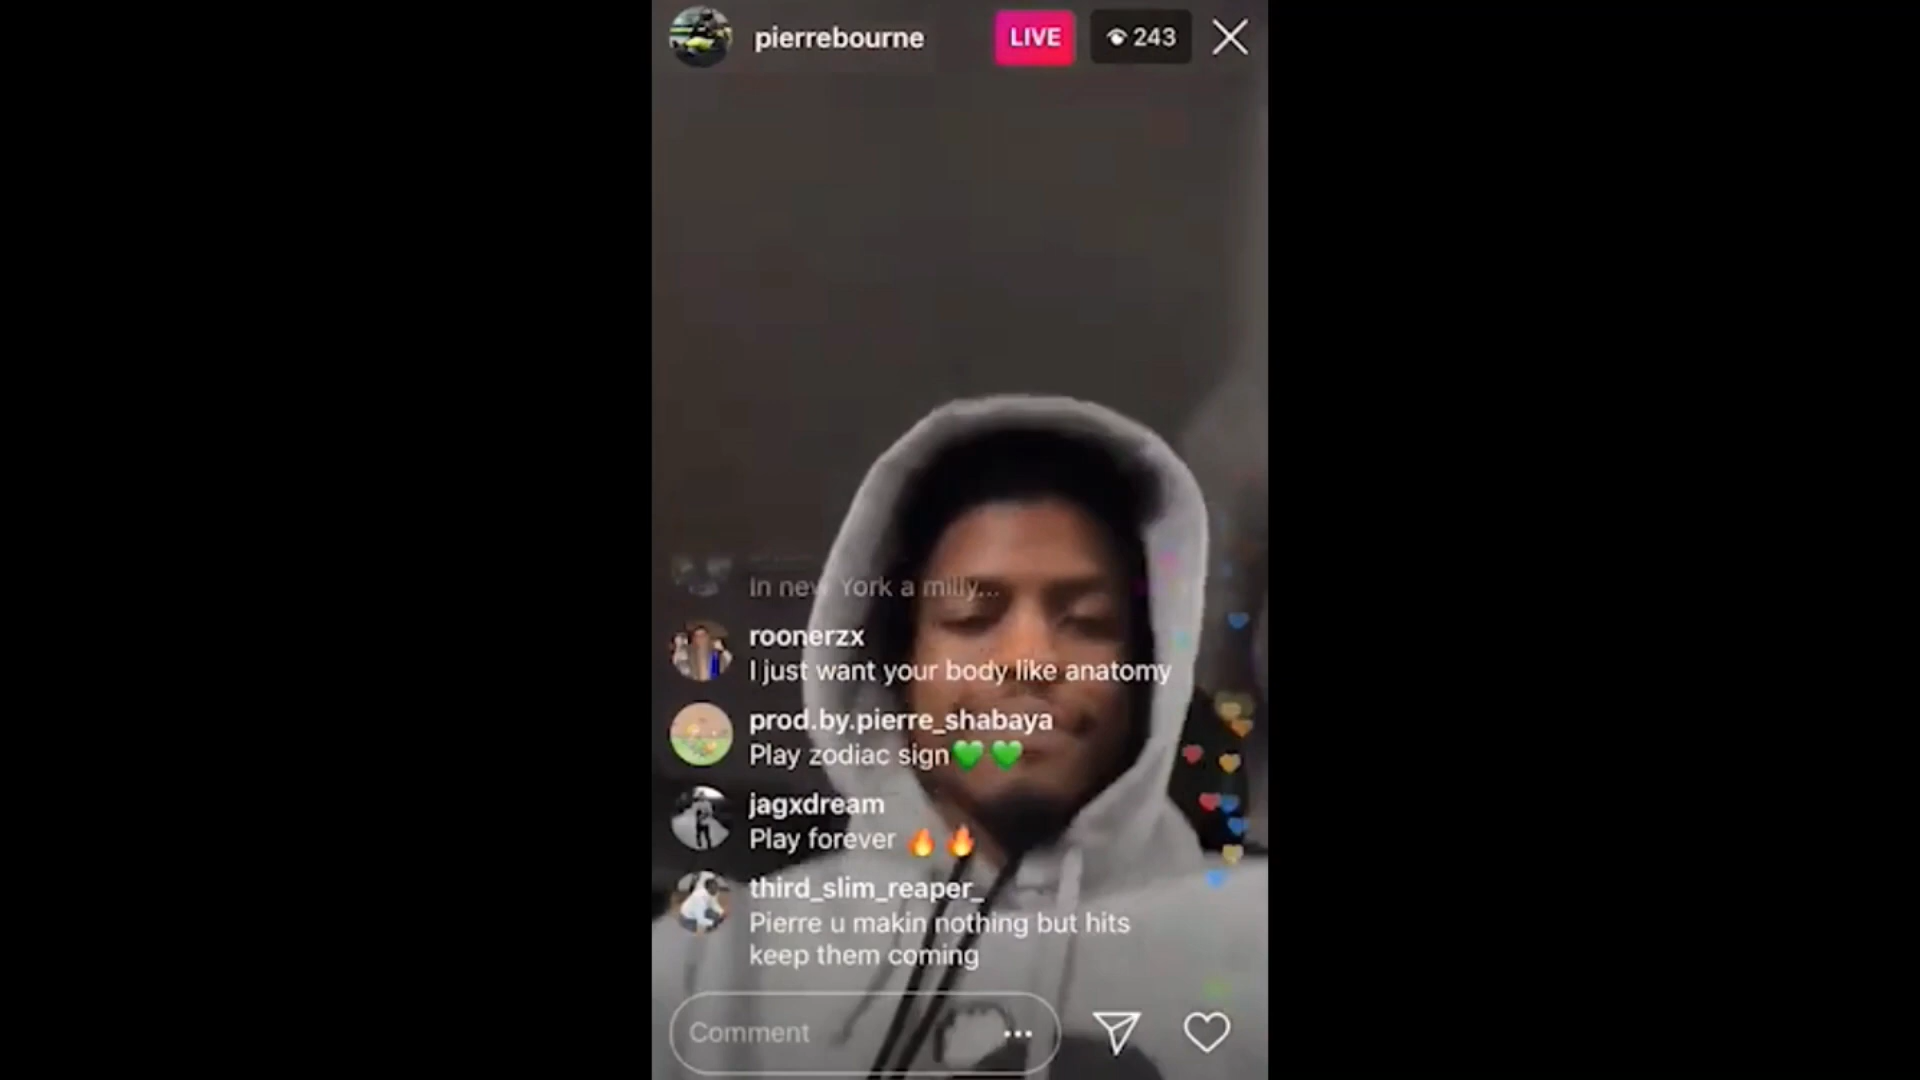 pierrebourne
LIVE
243
In new York a milly...
roonerzx
I just want your body like anatomy
prod.by.pierre_shabaya
Play zodiac sign💚💚
jagxdream
Play forever 🔥🔥
third_slim_reaper_
Pierre u makin nothing but hits
keep them coming
Comment